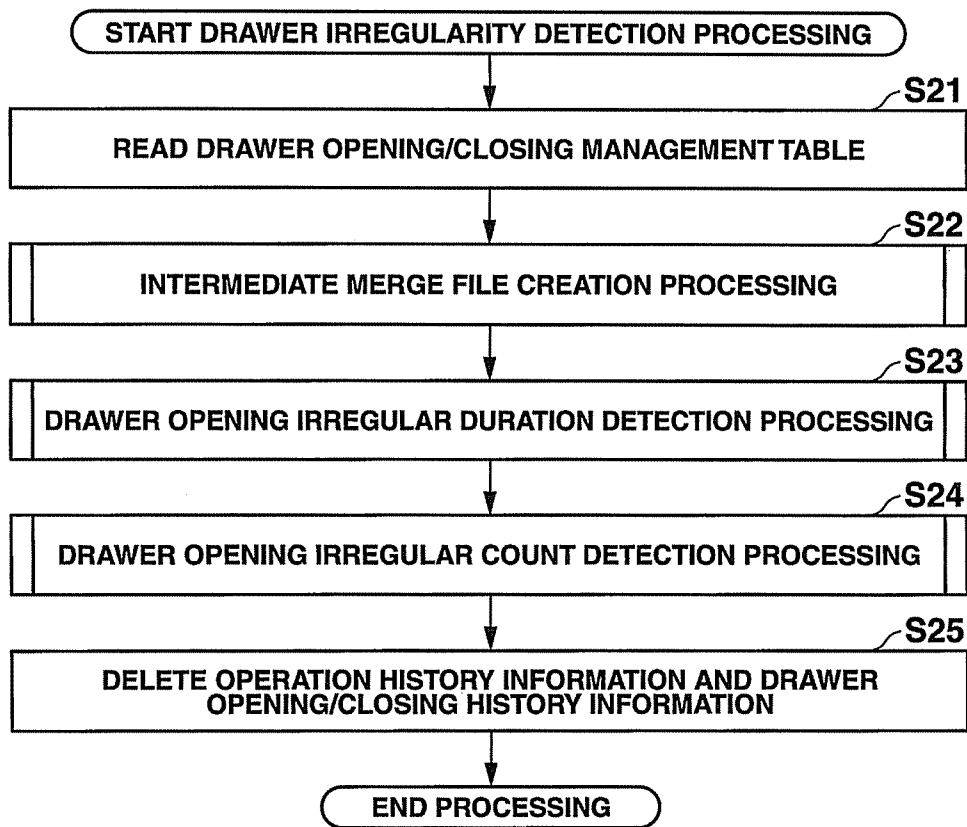 START DRAWER IRREGULARITY DETECTION PROCESSING
S21
READ DRAWER OPENING/CLOSING MANAGEMENT TABLE
S22
INTERMEDIATE MERGE FILE CREATION PROCESSING
S23
DRAWER OPENING IRREGULAR DURATION DETECTION PROCESSING
S24
DRAWER OPENING IRREGULAR COUNT DETECTION PROCESSING
S25
DELETE OPERATION HISTORY INFORMATION AND DRAWER
OPENING/CLOSING HISTORY INFORMATION
END PROCESSING